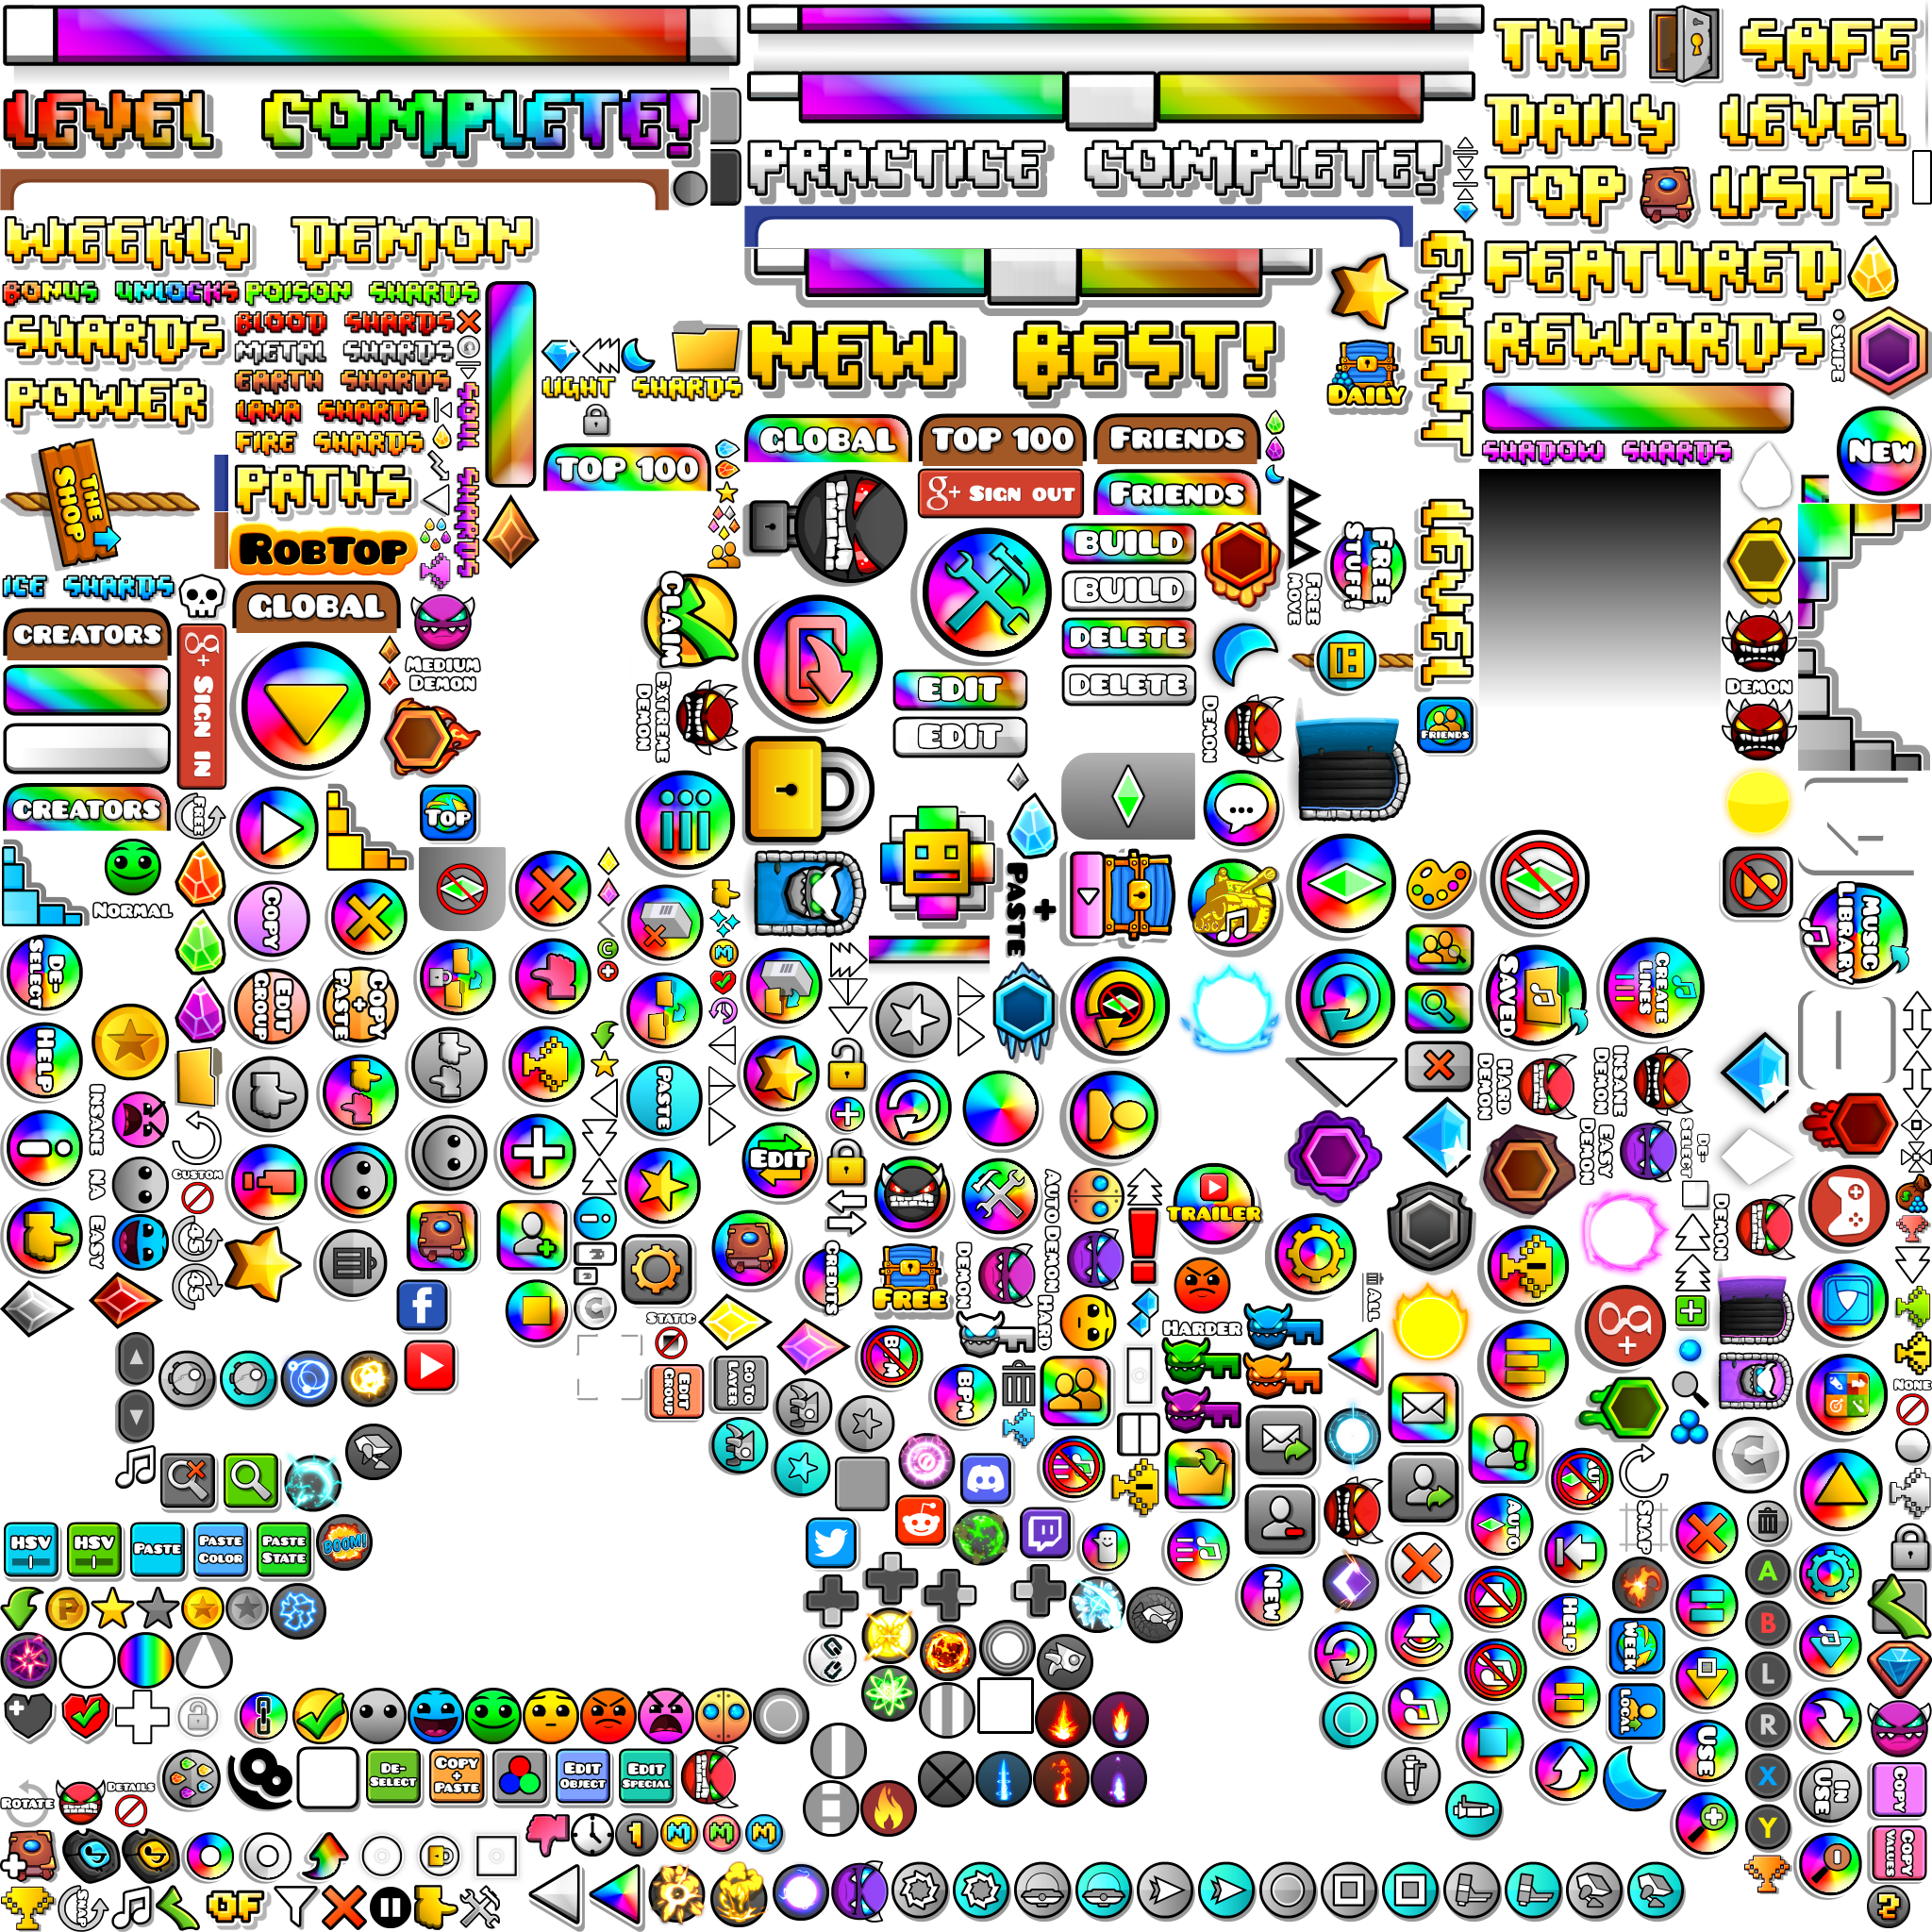 THE SAFE
LEVEL COMPLETE!
DAILY LEVEL
PRACTICE COMPLETE!
TOP LISTS
WEEKLY DEMON
FEATURED
BONUS UNLOCKS
POISON SHARDS
SHARDS
BLOOD SHARDS
METAL SHARDS
EARTH SHARDS
LAVA SHARDS
FIRE SHARDS
SOUL SHARDS
POWER
LIGHT SHARDS
NEW BEST!
DAILY
EVENT
LEVEL
REWARDS
SWIPE
SHADOW SHARDS
NEW
THE SHOP
PATHS
TOP 100
GLOBAL
TOP 100
FRIENDS
g+ SIGN OUT
FRIENDS
ROBTOP
BUILD
BUILD
DELETE
DELETE
FREE MOVE
FREE STUFF!
ICE SHARDS
GLOBAL
CREATORS
g+ SIGN IN
MEDIUM DEMON
CLAIM
EXTREME DEMON
EDIT
EDIT
DEMON
FRIENDS
DEMON
CREATORS
FREE
TOP
NORMAL
COPY
PASTE +
DE-SELECT
EDIT GROUP
COPY + PASTE
SAVED
CREATE LINES
MUSIC LIBRARY
HELP
INSANE
NA
EASY
CUSTOM
45
45
PASTE
EDIT
CREDITS
FREE
DEMON
AUTO
DEMON
HARD
TRAILER
HARD DEMON
INSANE DEMON
EASY DEMON
DE-SELECT
DEMON
ALL
STATIC
EDIT GROUP
GO TO LAYER
BPM
BPM
HARDER
g+
NONE
HSV
HSV
PASTE
PASTE COLOR
PASTE STATE
BOOM!
AUTO
SNAP
NEW
HELP
WEEK
LOCAL
USE
A
B
L
R
X
Y
IN USE
COPY
COPY VALUES
ROTATE
DETAILS
DE-SELECT
COPY + PASTE
EDIT OBJECT
EDIT SPECIAL
1
M
M
M
SNAP
OF
?